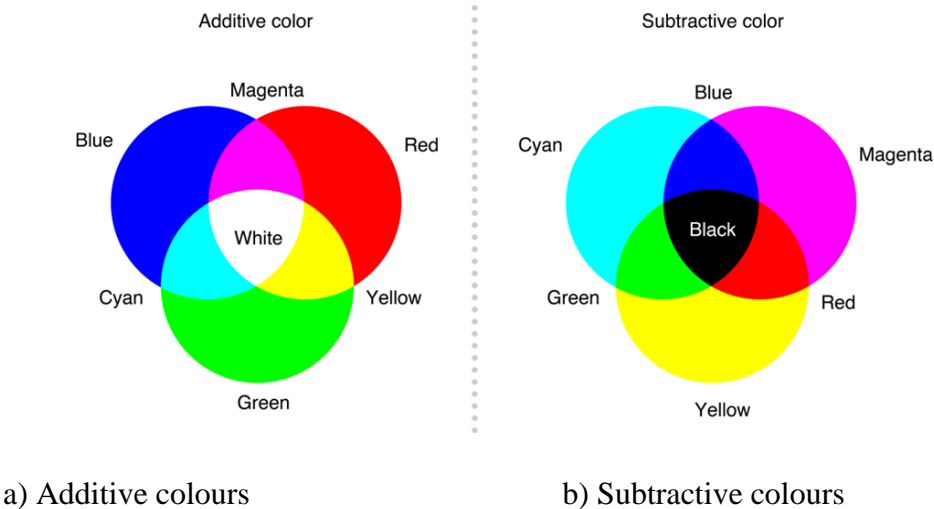 Additive color
Magenta
Blue
Red
White
Cyan
Yellow
Green
Subtractive color
Blue
Cyan
Magenta
Black
Green
Red
Yellow
a) Additive colours
b) Subtractive colours